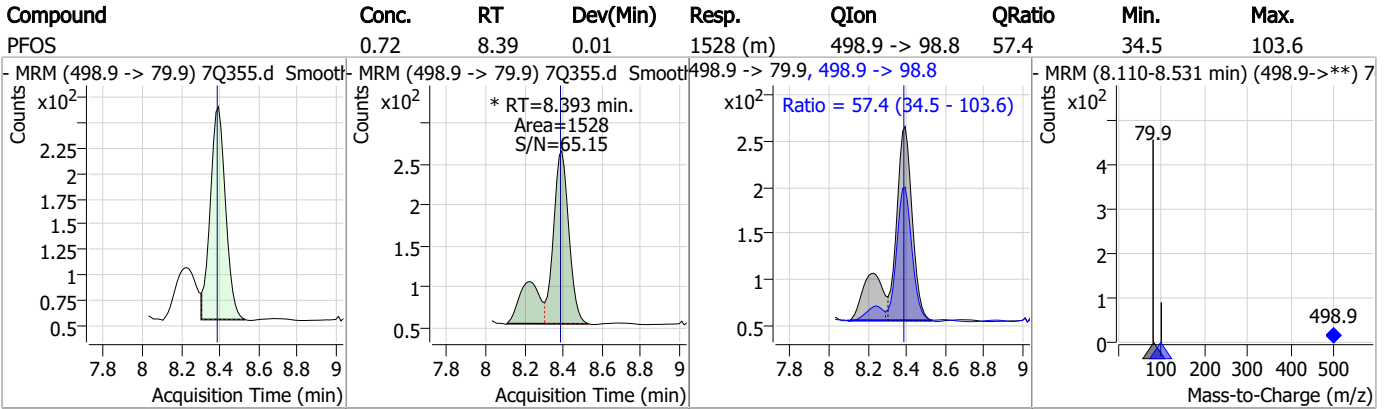 Compound Conc. RT Dev(Min) Resp. QIon QRatio Min. Max.
PFOS 0.72 8.39 0.01 1528 (m) 498.9 -> 98.8 57.4 34.5 103.6
- MRM (498.9 -> 79.9) 7Q355.d Smooth
Counts
x10²
2.25
2
1.75
1.5
1.25
1
0.75
0.5
7.8 8 8.2 8.4 8.6 8.8 9
Acquisition Time (min)
- MRM (498.9 -> 79.9) 7Q355.d Smooth
Counts
x10²
* RT=8.393 min.
Area=1528
S/N=65.15
2.5
2
1.5
1
0.5
7.8 8 8.2 8.4 8.6 8.8 9
Acquisition Time (min)
498.9 -> 79.9, 498.9 -> 98.8
x10²
Ratio = 57.4 (34.5 - 103.6)
2.5
2
1.5
1
0.5
7.8 8 8.2 8.4 8.6 8.8 9
Acquisition Time (min)
- MRM (8.110-8.531 min) (498.9->**) 7
Counts
x10²
79.9
4
3
2
1
0
498.9
100 200 300 400 500
Mass-to-Charge (m/z)